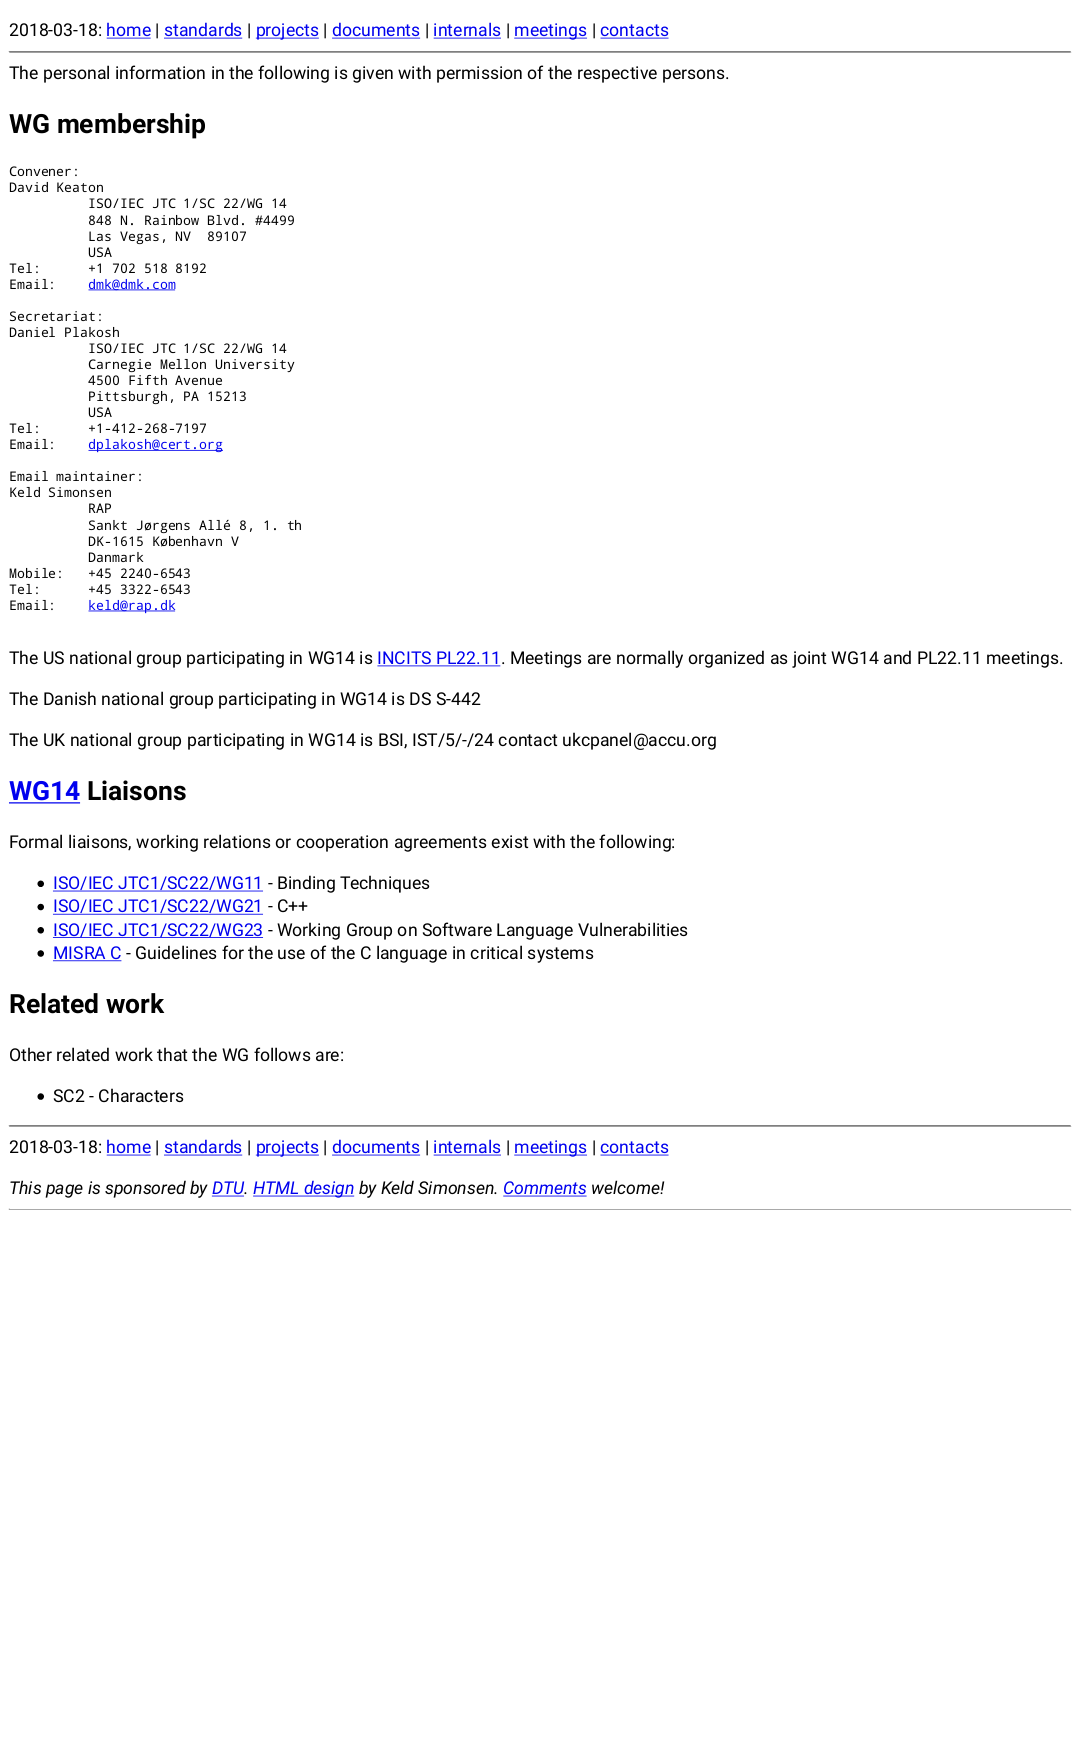 2018-03-18: home | standards | projects | documents | internals | meetings | contacts
The personal information in the following is given with permission of the respective persons.
WG membership
Convener:
David Keaton
ISO/IEC JTC 1/SC 22/WG 14
848 N. Rainbow Blvd. #4499
Las Vegas, NV  89107
USA
Tel:      +1 702 518 8192
Email:    dmk@dmk.com
Secretariat:
Daniel Plakosh
ISO/IEC JTC 1/SC 22/WG 14
Carnegie Mellon University
4500 Fifth Avenue
Pittsburgh, PA 15213
USA
Tel:      +1-412-268-7197
Email:    dplakosh@cert.org
Email maintainer:
Keld Simonsen
RAP
Sankt Jørgens Allé 8, 1. th
DK-1615 København V
Danmark
Mobile:   +45 2240-6543
Tel:      +45 3322-6543
Email:    keld@rap.dk
The US national group participating in WG14 is INCITS PL22.11. Meetings are normally organized as joint WG14 and PL22.11 meetings.
The Danish national group participating in WG14 is DS S-442
The UK national group participating in WG14 is BSI, IST/5/-/24 contact ukcpanel@accu.org
WG14 Liaisons
Formal liaisons, working relations or cooperation agreements exist with the following:
• ISO/IEC JTC1/SC22/WG11 - Binding Techniques
• ISO/IEC JTC1/SC22/WG21 - C++
• ISO/IEC JTC1/SC22/WG23 - Working Group on Software Language Vulnerabilities
• MISRA C - Guidelines for the use of the C language in critical systems
Related work
Other related work that the WG follows are:
• SC2 - Characters
2018-03-18: home | standards | projects | documents | internals | meetings | contacts
This page is sponsored by DTU. HTML design by Keld Simonsen. Comments welcome!